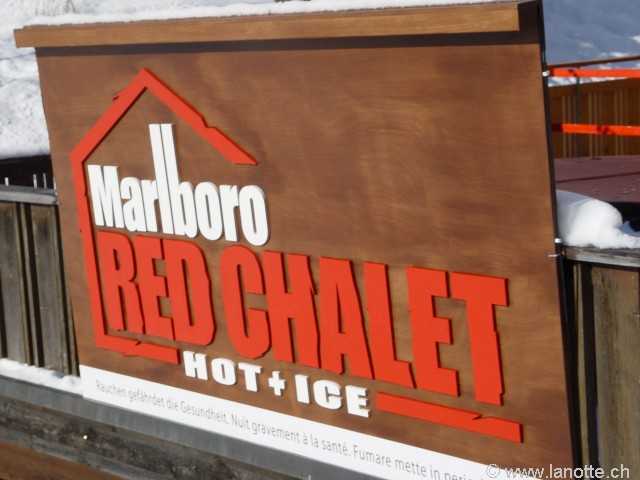 Marlboro
RED CHALET
HOT + ICE
Rauchen gefährdet die Gesundheit. Nuit gravement à la santé. Fumare mette in
© www.lanotte.ch